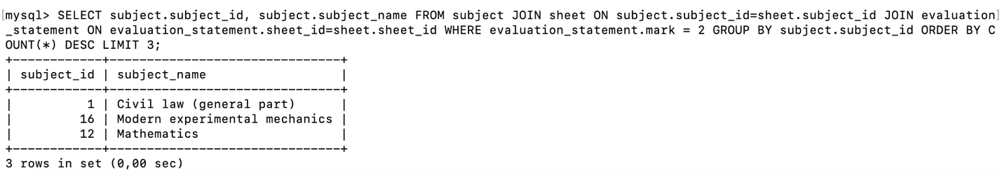 [mysql> SELECT subject.subject_id, subject.subject_name FROM subject JOIN sheet ON subject.subject_id=sheet.subject_id JOIN evaluation]
_statement ON evaluation_statement.sheet_id=sheet.sheet_id WHERE evaluation_statement.mark = 2 GROUP BY subject.subject_id ORDER BY C
OUNT(*) DESC LIMIT 3;
+------------+-------------------------------+
| subject_id | subject_name                  |
+------------+-------------------------------+
|          1 | Civil law (general part)      |
|         16 | Modern experimental mechanics |
|         12 | Mathematics                   |
+------------+-------------------------------+
3 rows in set (0,00 sec)